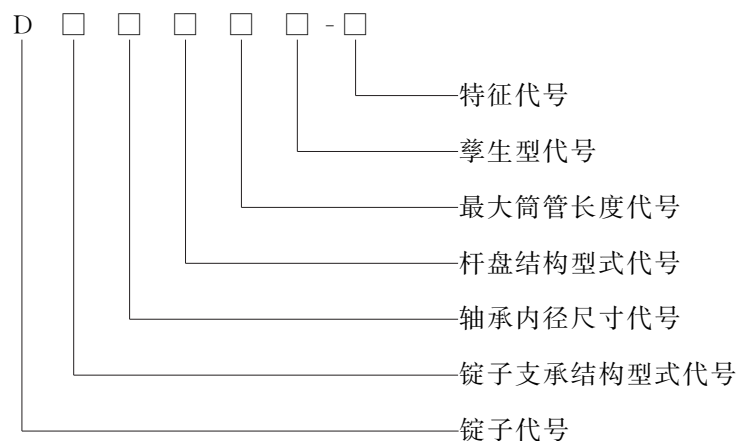 D □ □ □ □ □ - □
特征代号
孳生型代号
最大筒管长度代号
杆盘结构型式代号
轴承内径尺寸代号
锭子支承结构型式代号
锭子代号